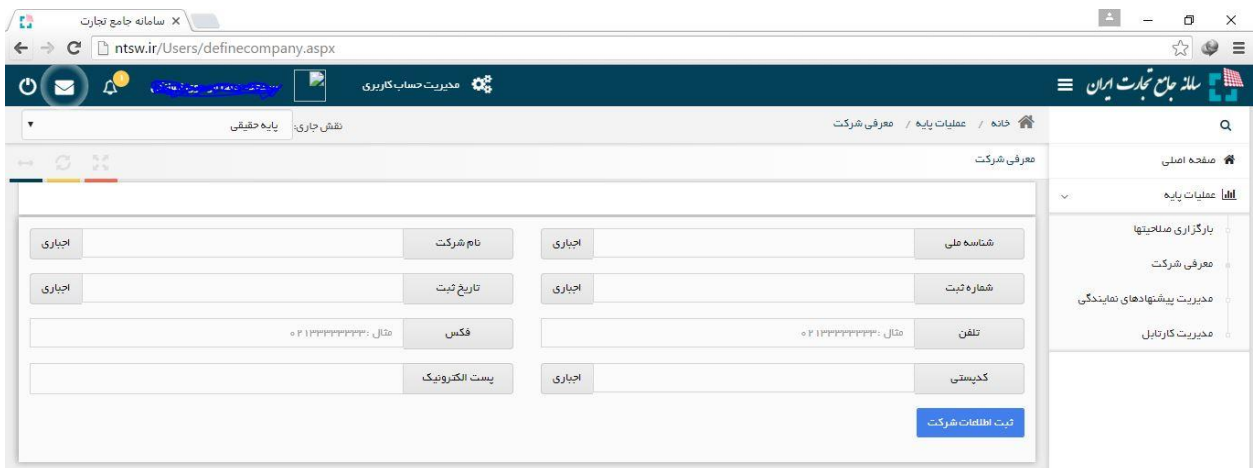 سامانه جامع تجارت
ntsw.ir/Users/definecompany.aspx
سامانه جامع تجارت ایران
مدیریت حساب کاربری
خانه / عملیات پایه / معرفی شرکت
نقش جاری: پایه حقیقی
معرفی شرکت
صفحه اصلی
عملیات پایه
بارگزاری صلاحیتها
معرفی شرکت
مدیریت پیشنهادهای نمایندگی
مدیریت کارتابل
شناسه ملی اجباری نام شرکت اجباری
شماره ثبت اجباری تاریخ ثبت اجباری
تلفن مثال :۰۲۱۳۳۳۳۳۳۳۳ فکس مثال :۰۲۱۳۳۳۳۳۳۳۳
کدپستی اجباری پست الکترونیک
ثبت اطلاعات شرکت